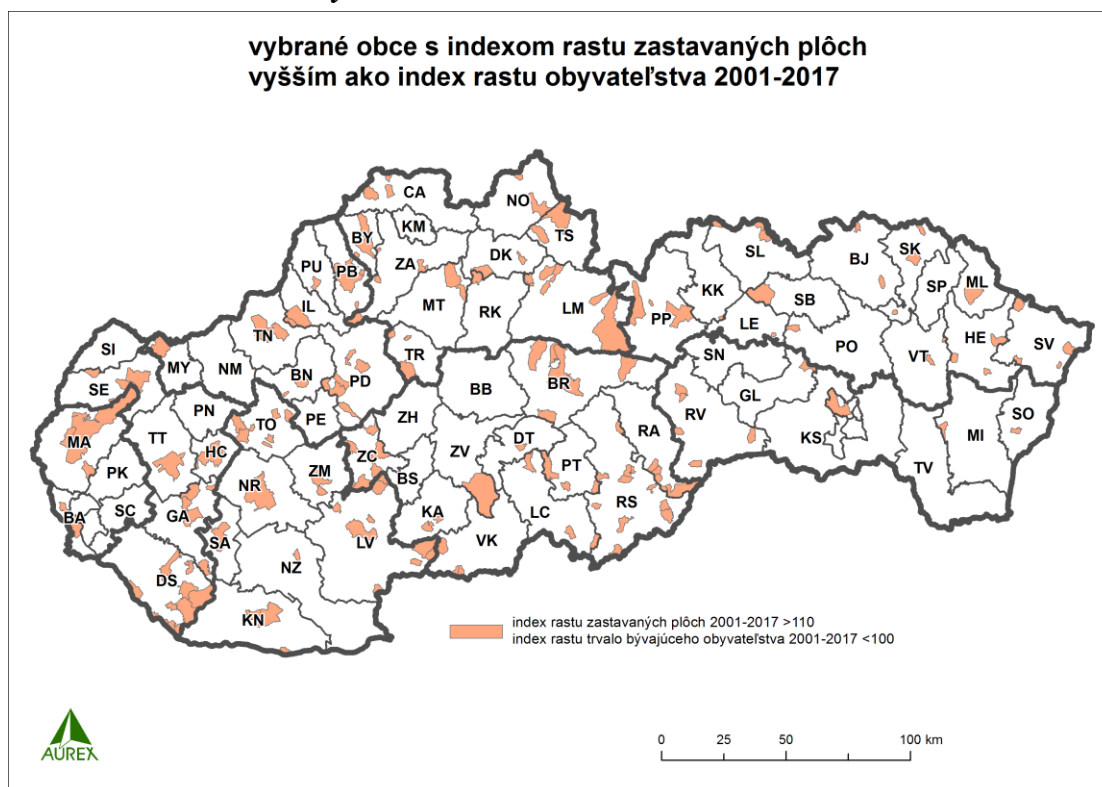 vybrané obce s indexom rastu zastavaných plôch
vyšším ako index rastu obyvateľstva 2001-2017
CA
NO
KM
TS
BY
DK
SL
SK
BJ
PU
PB
ZA
KK
SP
ML
MT
RK
LM
PP
SB
IL
LE
TN
PO
VT
HE
SV
SI
MY
NM
TR
SN
BN
PD
BB
BR
SE
GL
PN
TO
PE
ZH
RV
SO
MA
TT
HC
DT
RA
KS
MI
ZC
ZV
PT
PK
NR
ZM
BS
TV
RS
BA
SC
GA
KA
LC
SA
LV
VK
DS
NZ
KN
index rastu zastavaných plôch 2001-2017 >110
index rastu trvalo bývajúceho obyvateľstva 2001-2017 <100
AUREX
0 25 50 100 km